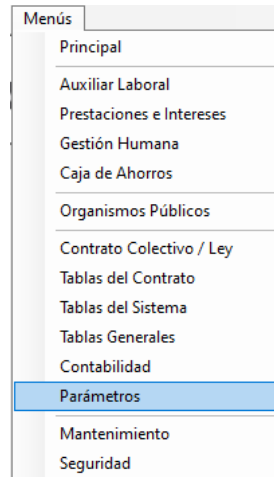 Menús
Principal
Auxiliar Laboral
Prestaciones e Intereses
Gestión Humana
Caja de Ahorros
Organismos Públicos
Contrato Colectivo / Ley
Tablas del Contrato
Tablas del Sistema
Tablas Generales
Contabilidad
Parámetros
Mantenimiento
Seguridad